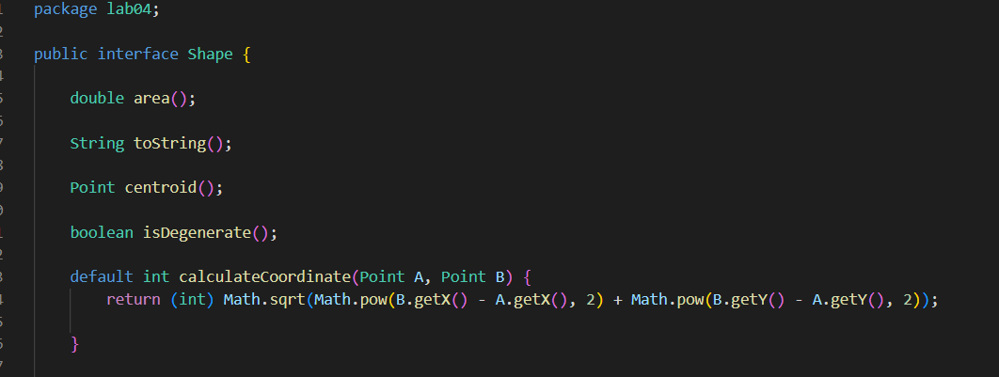 package lab04;
public interface Shape {
double area();
String toString();
Point centroid();
boolean isDegenerate();
default int calculateCoordinate(Point A, Point B) {
return (int) Math.sqrt(Math.pow(B.getX() - A.getX(), 2) + Math.pow(B.getY() - A.getY(), 2));
}